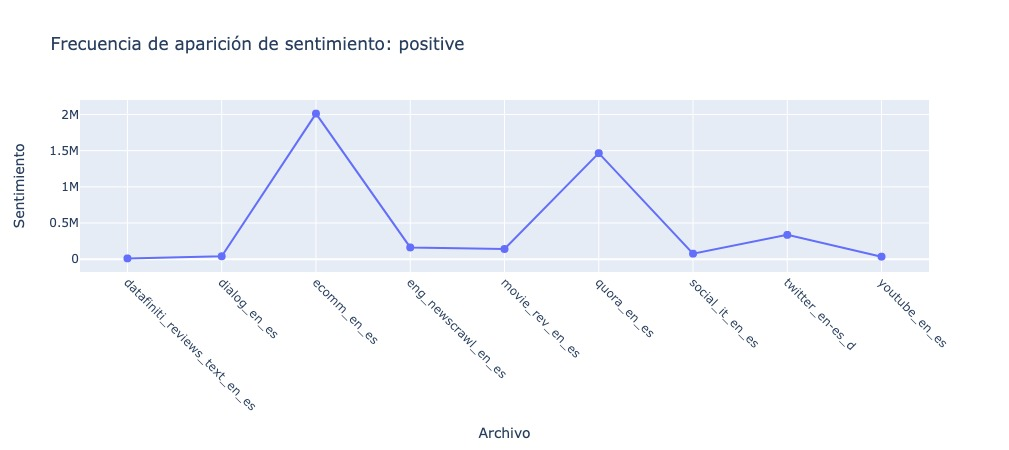 Frecuencia de aparición de sentimiento: positive
Sentimiento
2M
1.5M
1M
0.5M
0
datafiniti_reviews_text_en_es
dialog_en_es
ecomm_en_es
eng_newscrawl_en_es
movie_rev_en_es
quora_en_es
social_it_en_es
twitter_en-es_d
youtube_en_es
Archivo